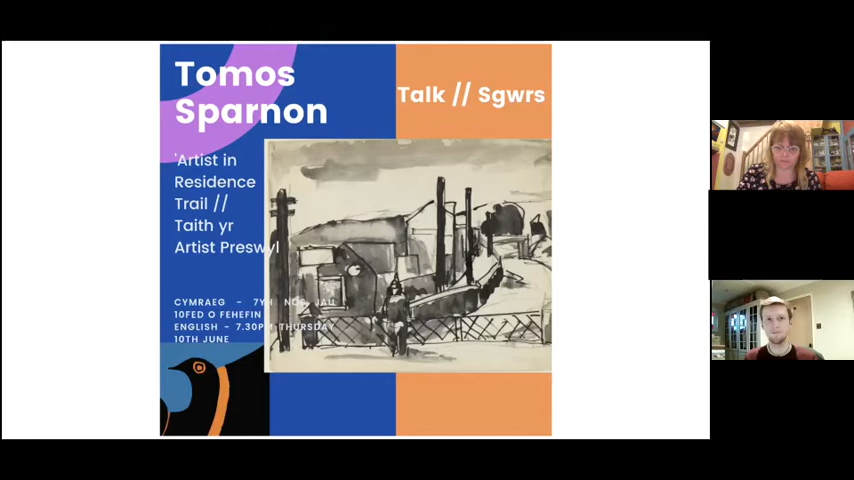 Tomos
Sparnon
Talk // Sgwrs
'Artist in
Residence
Trail //
Taith yr
Artist Preswyl
CYMRAEG - 7YH NOS IAU
10FED O FEHEFIN
ENGLISH - 7.30PM THURSDAY
10TH JUNE